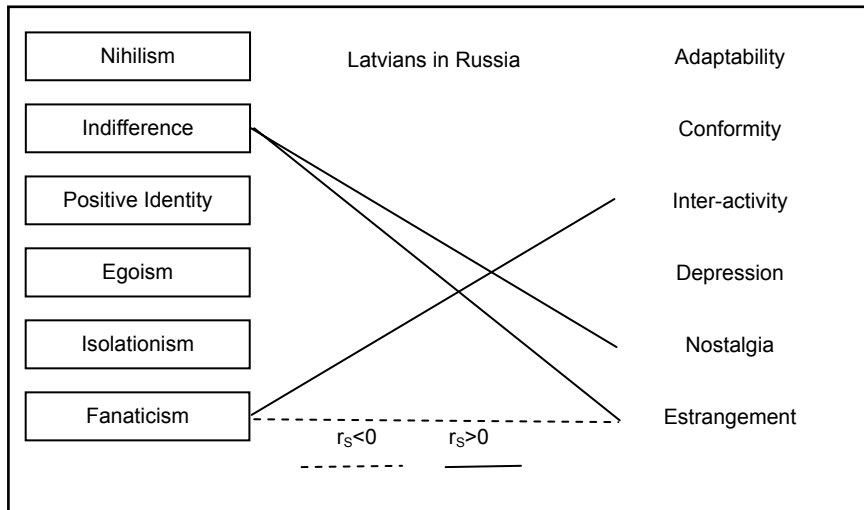 Nihilism Latvians in Russia Adaptability
Indifference Conformity
Positive Identity Inter-activity
Egoism Depression
Isolationism Nostalgia
Fanaticism Estrangement
rS<0 rS>0